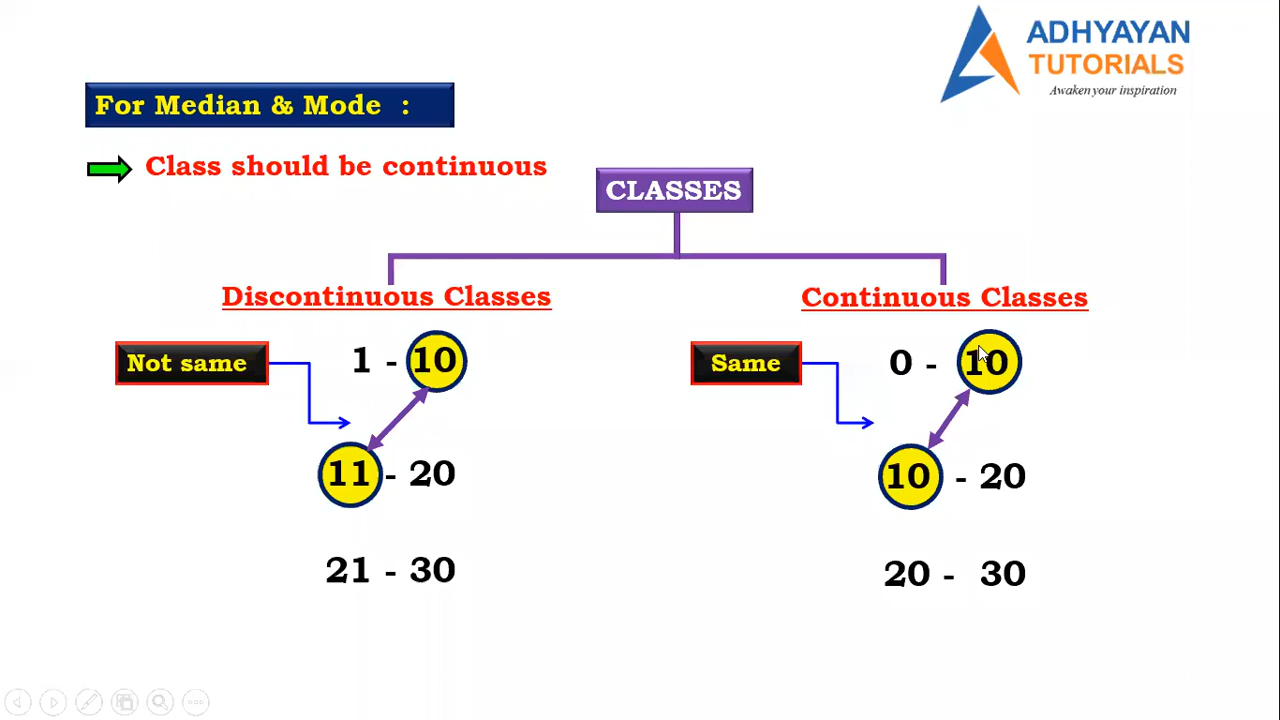 ADHYAYAN
TUTORIALS
Awaken your inspiration
For Median & Mode :
Class should be continuous
CLASSES
Discontinuous Classes
Continuous Classes
Not same
1 - 10
11 - 20
21 - 30
Same
0 - 10
10 - 20
20 - 30